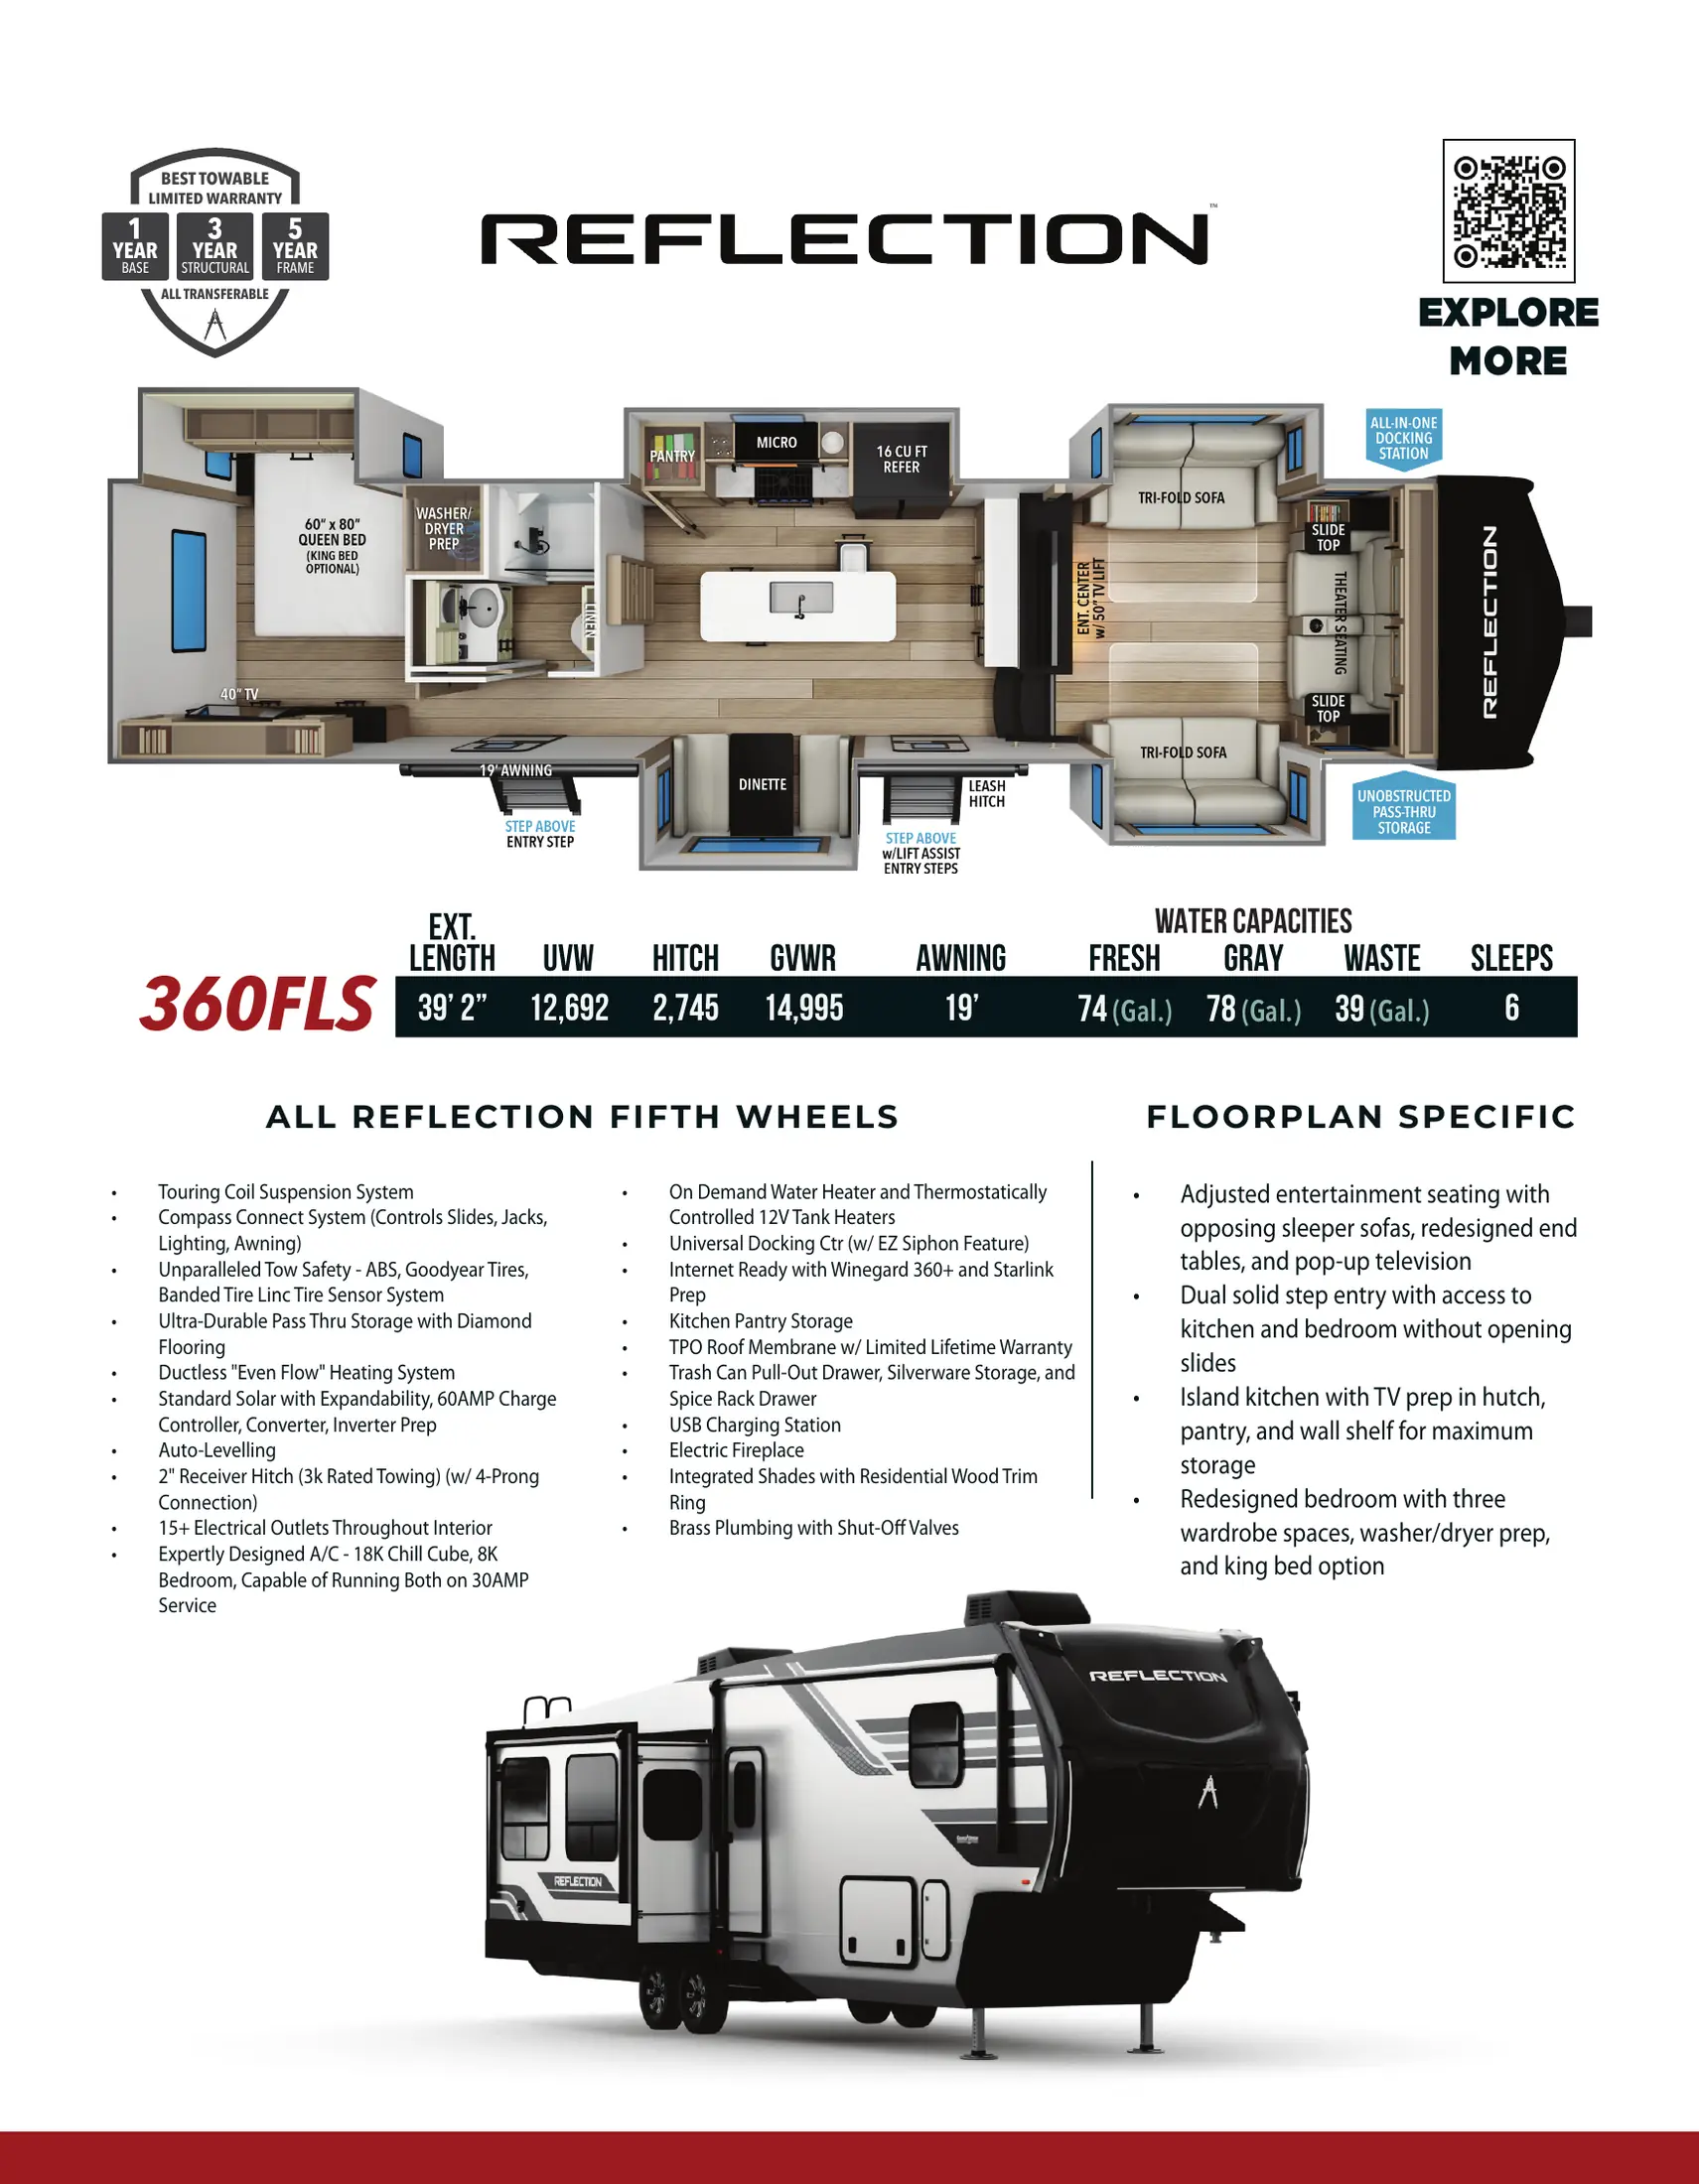 BEST TOWABLE
LIMITED WARRANTY
1 YEAR BASE
3 YEAR STRUCTURAL
5 YEAR FRAME
ALL TRANSFERABLE
REFLECTION™
EXPLORE
MORE
ALL-IN-ONE
DOCKING
STATION
PANTRY
MICRO
16 CU FT
REFER
TRI-FOLD SOFA
60" x 80"
QUEEN BED
(KING BED
OPTIONAL)
WASHER/
DRYER
PREP
LINEN
ENT. CENTER
w/ 50" TV LIFT
SLIDE
TOP
THEATER SEATING
SLIDE
TOP
REFLECTION
40" TV
TRI-FOLD SOFA
19' AWNING
DINETTE
LEASH
HITCH
STEP ABOVE
ENTRY STEP
STEP ABOVE
w/LIFT ASSIST
ENTRY STEPS
UNOBSTRUCTED
PASS-THRU
STORAGE
WATER CAPACITIES
EXT.
LENGTH UVW HITCH GVWR AWNING FRESH GRAY WASTE SLEEPS
360FLS 39’ 2” 12,692 2,745 14,995 19’ 74 (Gal.) 78 (Gal.) 39 (Gal.) 6
ALL REFLECTION FIFTH WHEELS
• Touring Coil Suspension System
• Compass Connect System (Controls Slides, Jacks,
Lighting, Awning)
• Unparalleled Tow Safety - ABS, Goodyear Tires,
Banded Tire Linc Tire Sensor System
• Ultra-Durable Pass Thru Storage with Diamond
Flooring
• Ductless "Even Flow" Heating System
• Standard Solar with Expandability, 60AMP Charge
Controller, Converter, Inverter Prep
• Auto-Levelling
• 2" Receiver Hitch (3k Rated Towing) (w/ 4-Prong
Connection)
• 15+ Electrical Outlets Throughout Interior
• Expertly Designed A/C - 18K Chill Cube, 8K
Bedroom, Capable of Running Both on 30AMP
Service
• On Demand Water Heater and Thermostatically
Controlled 12V Tank Heaters
• Universal Docking Ctr (w/ EZ Siphon Feature)
• Internet Ready with Winegard 360+ and Starlink
Prep
• Kitchen Pantry Storage
• TPO Roof Membrane w/ Limited Lifetime Warranty
• Trash Can Pull-Out Drawer, Silverware Storage, and
Spice Rack Drawer
• USB Charging Station
• Electric Fireplace
• Integrated Shades with Residential Wood Trim
Ring
• Brass Plumbing with Shut-Off Valves
FLOORPLAN SPECIFIC
• Adjusted entertainment seating with
opposing sleeper sofas, redesigned end
tables, and pop-up television
• Dual solid step entry with access to
kitchen and bedroom without opening
slides
• Island kitchen with TV prep in hutch,
pantry, and wall shelf for maximum
storage
• Redesigned bedroom with three
wardrobe spaces, washer/dryer prep,
and king bed option
REFLECTION
REFLECTION